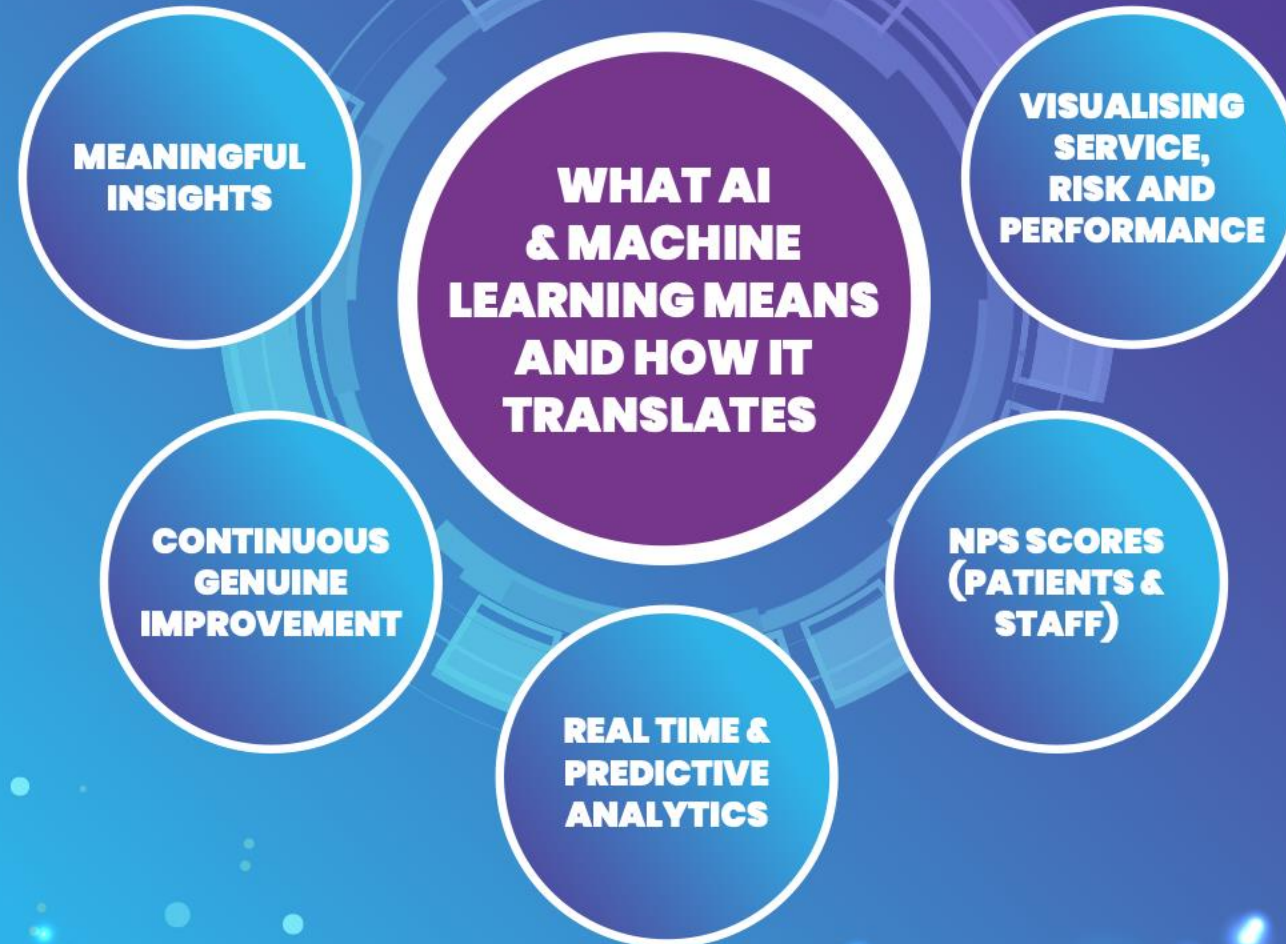 MEANINGFUL
INSIGHTS
WHAT AI
& MACHINE
LEARNING MEANS
AND HOW IT
TRANSLATES
VISUALISING
SERVICE,
RISK AND
PERFORMANCE
CONTINUOUS
GENUINE
IMPROVEMENT
NPS SCORES
(PATIENTS &
STAFF)
REAL TIME &
PREDICTIVE
ANALYTICS